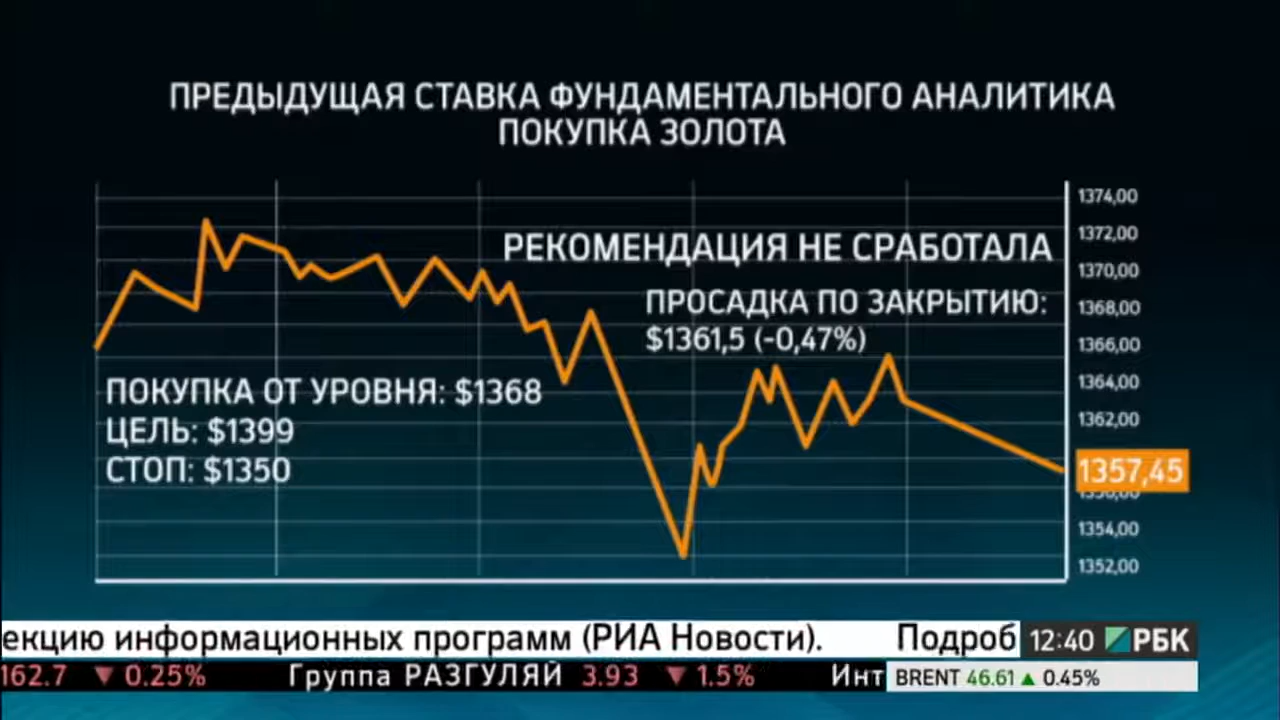 ПРЕДЫДУЩАЯ СТАВКА ФУНДАМЕНТАЛЬНОГО АНАЛИТИКА
ПОКУПКА ЗОЛОТА
РЕКОМЕНДАЦИЯ НЕ СРАБОТАЛА
ПРОСАДКА ПО ЗАКРЫТИЮ:
$1361,5 (-0,47%)
ПОКУПКА ОТ УРОВНЯ: $1368
ЦЕЛЬ: $1399
СТОП: $1350
1374,00
1372,00
1370,00
1368,00
1366,00
1364,00
1362,00
1357,45
1354,00
1352,00
екцию информационных программ (РИА Новости). Подроб
12:40 РБК
162.7 ▼ 0.25% Группа РАЗГУЛЯЙ 3.93 ▼ 1.5% Инт
BRENT 46.61 ▲ 0.45%